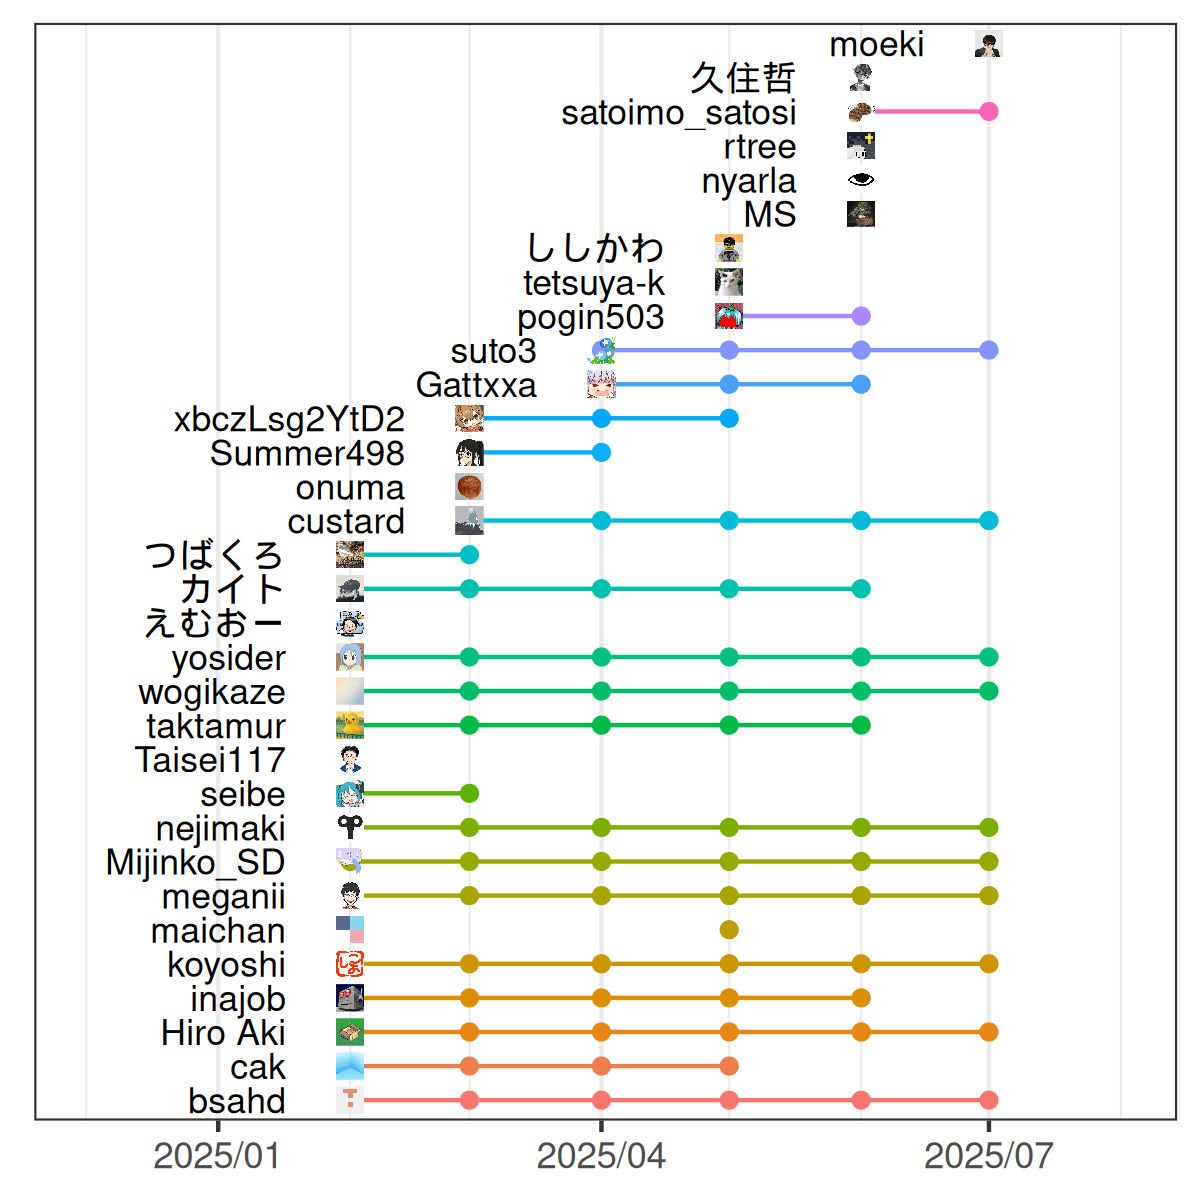 moeki
久住哲
satoimo_satosi
rtree
nyarla
MS
ししかわ
tetsuya-k
pogin503
suto3
Gattxxa
xbczLsg2YtD2
Summer498
onuma
custard
つばくろ
カイト
えむおー
yosider
wogikaze
taktamur
Taisei117
seibe
nejimaki
Mijinko_SD
meganii
maichan
koyoshi
inajob
Hiro Aki
cak
bsahd
2025/01 2025/04 2025/07